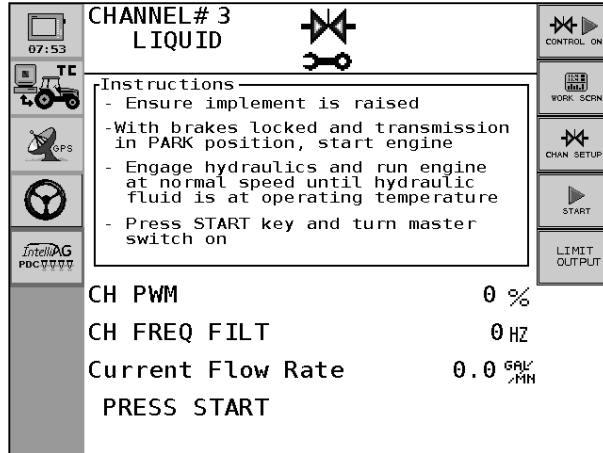 07:53
TC
GPS
IntelliAG
PDC
CHANNEL# 3
LIQUID
Instructions
- Ensure implement is raised
-With brakes locked and transmission
in PARK position, start engine
- Engage hydraulics and run engine
at normal speed until hydraulic
fluid is at operating temperature
- Press START key and turn master
switch on
CH PWM 0 %
CH FREQ FILT 0 HZ
Current Flow Rate 0.0 GAL/
/MN
PRESS START
CONTROL ON
WORK SCRN
CHAN SETUP
START
LIMIT
OUTPUT